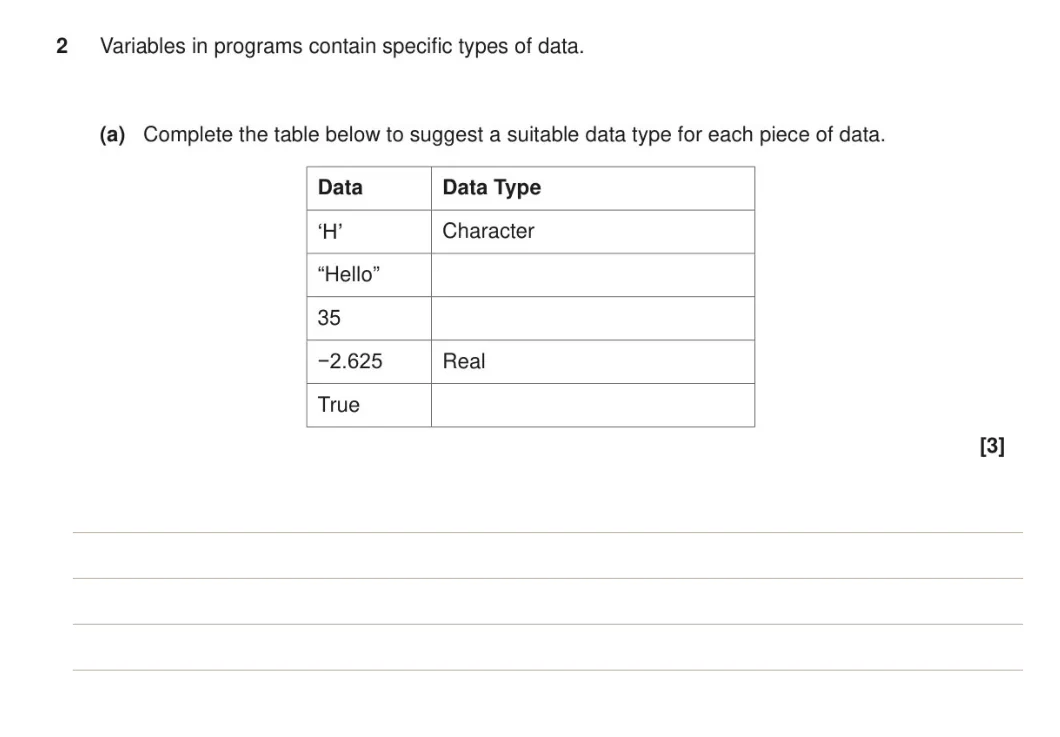 2 Variables in programs contain specific types of data.
(a) Complete the table below to suggest a suitable data type for each piece of data.
Data Data Type
‘H’ Character
“Hello”
35
−2.625 Real
True
[3]